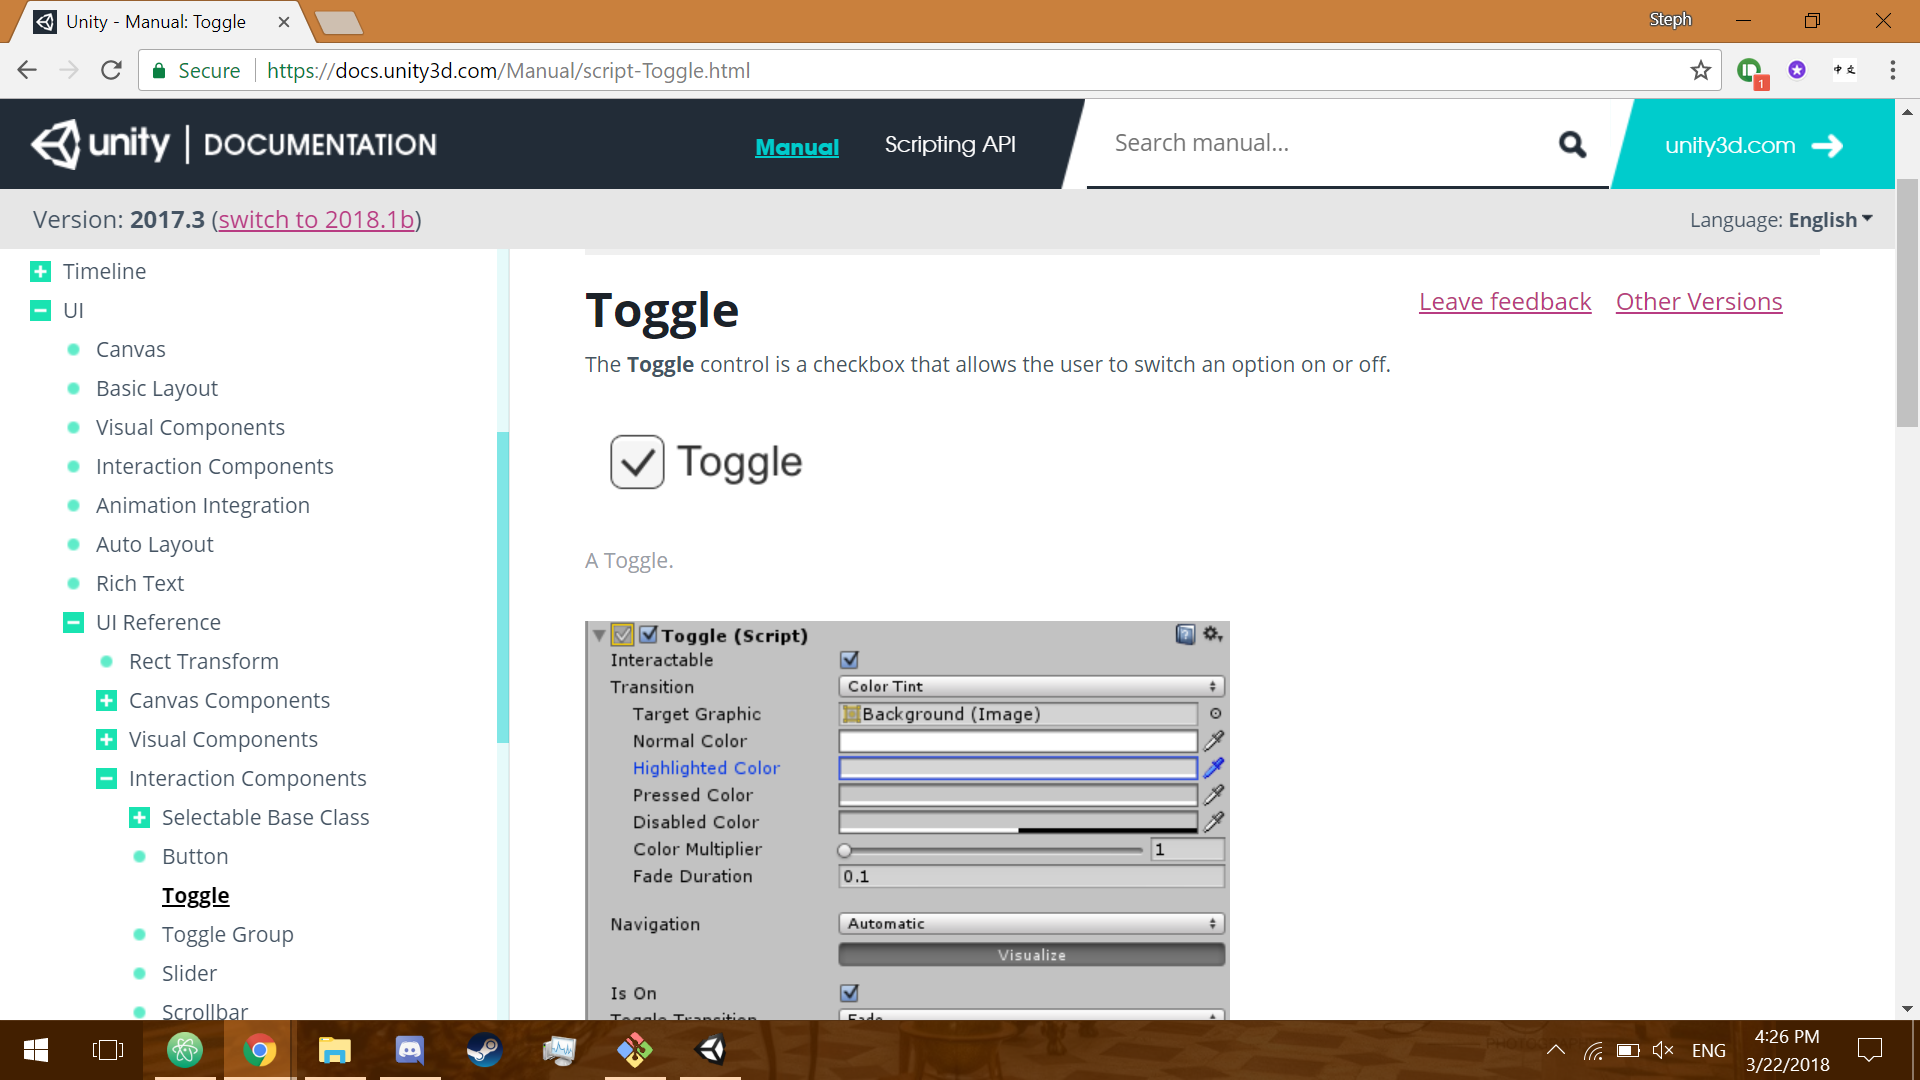 Unity - Manual: Toggle
Steph
Secure https://docs.unity3d.com/Manual/script-Toggle.html
1
中文
unity | DOCUMENTATION
Manual
Scripting API
Search manual...
unity3d.com
Version: 2017.3 (switch to 2018.1b)
Language: English
Timeline
UI
Canvas
Basic Layout
Visual Components
Interaction Components
Animation Integration
Auto Layout
Rich Text
UI Reference
Rect Transform
Canvas Components
Visual Components
Interaction Components
Selectable Base Class
Button
Toggle
Toggle Group
Slider
Scrollbar
Toggle
Leave feedback
Other Versions
The Toggle control is a checkbox that allows the user to switch an option on or off.
Toggle
A Toggle.
Toggle (Script)
Interactable
Transition Color Tint
Target Graphic Background (Image)
Normal Color
Highlighted Color
Pressed Color
Disabled Color
Color Multiplier 1
Fade Duration 0.1
Navigation Automatic
Visualize
Is On
Toggle Transition Fade
ENG
4:26 PM
3/22/2018